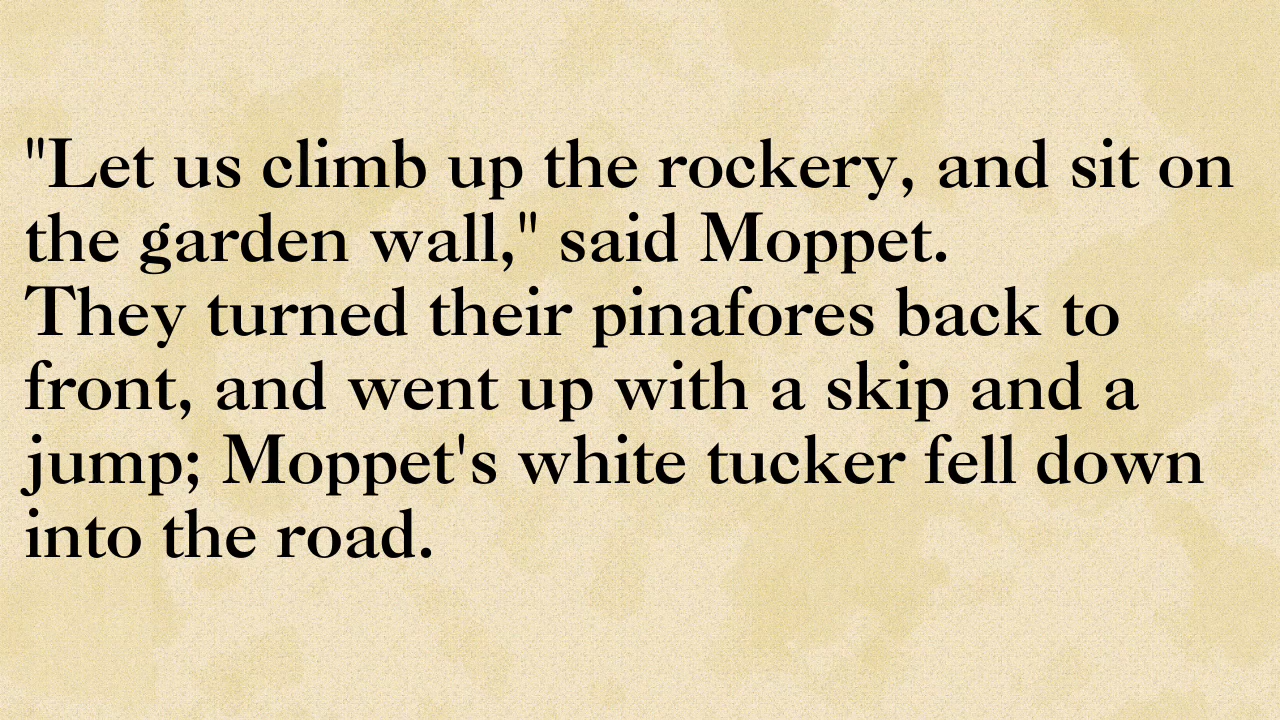 "Let us climb up the rockery, and sit on
the garden wall," said Moppet.
They turned their pinafores back to
front, and went up with a skip and a
jump; Moppet's white tucker fell down
into the road.